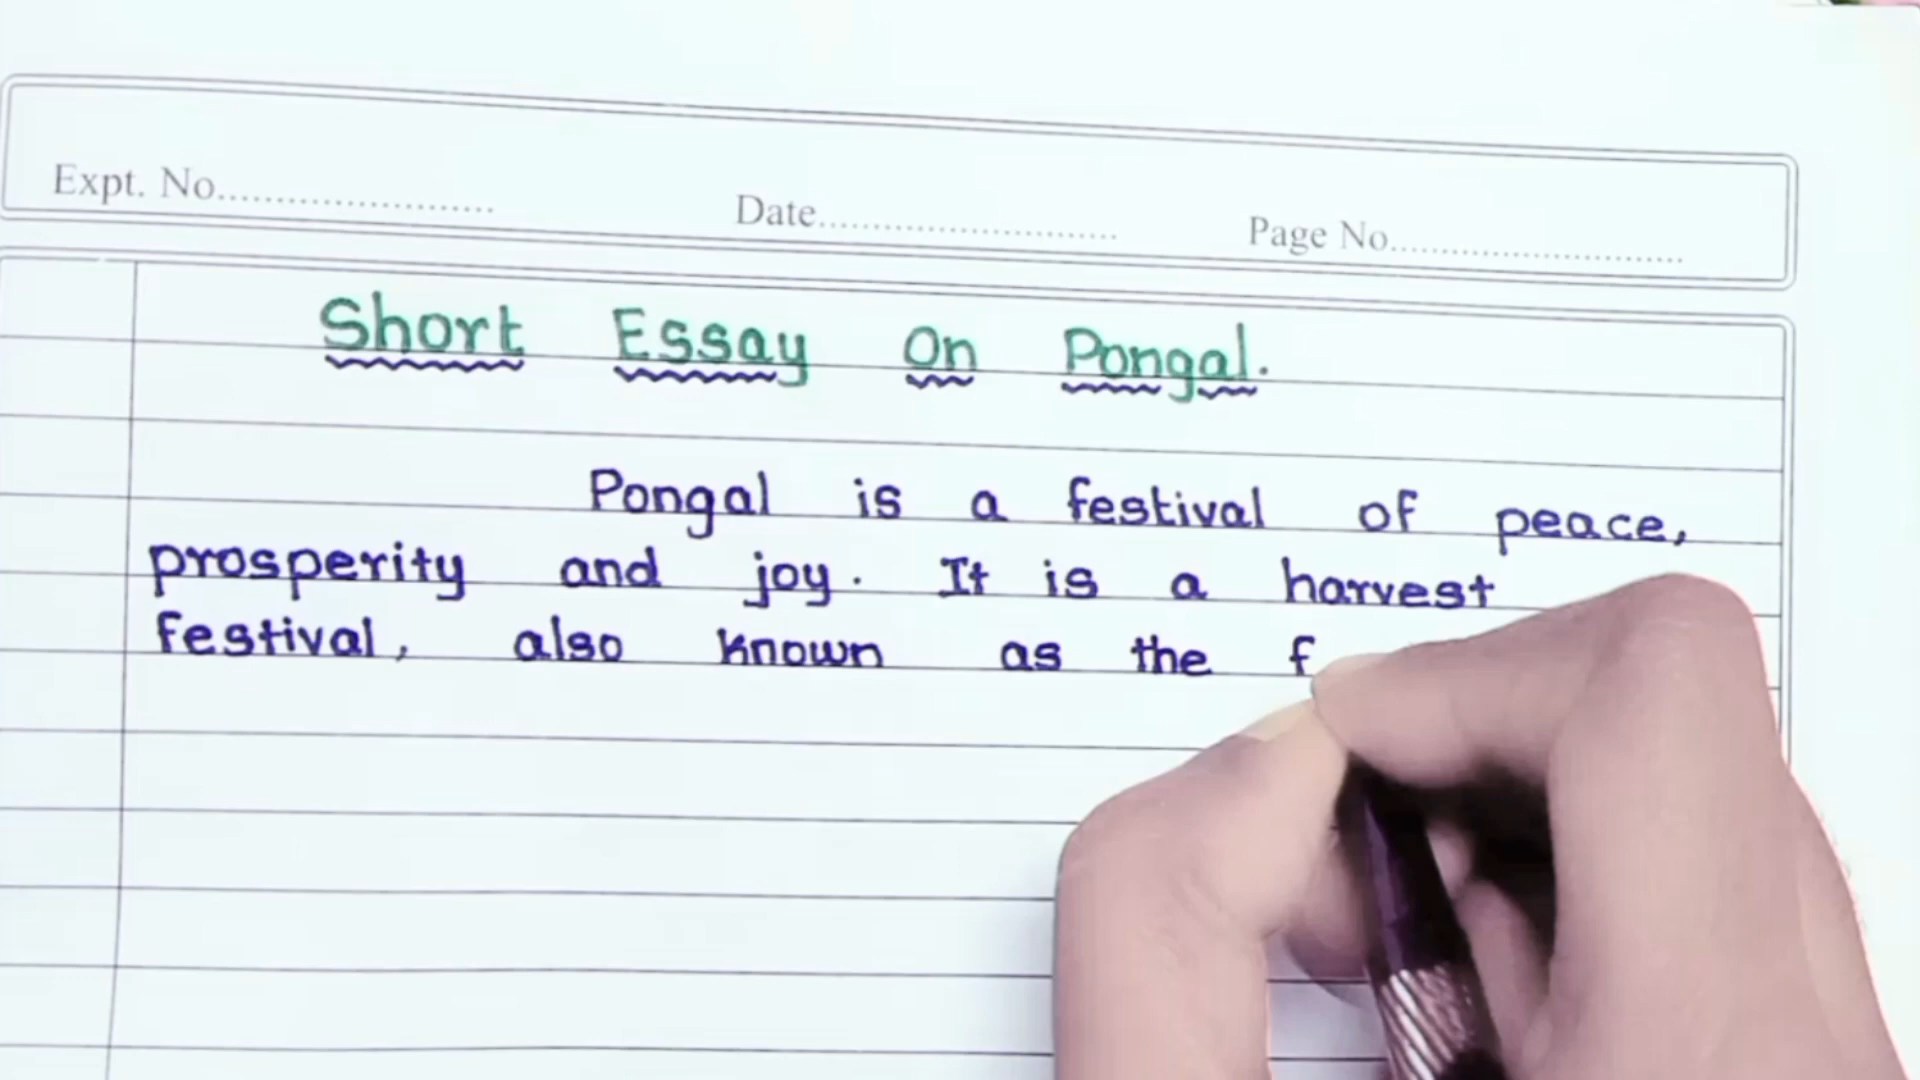 Expt. No........................ Date............................ Page No............................
Short Essay On Pongal.
Pongal is a festival of peace,
prosperity and joy. It is a harvest
festival, also known as the f